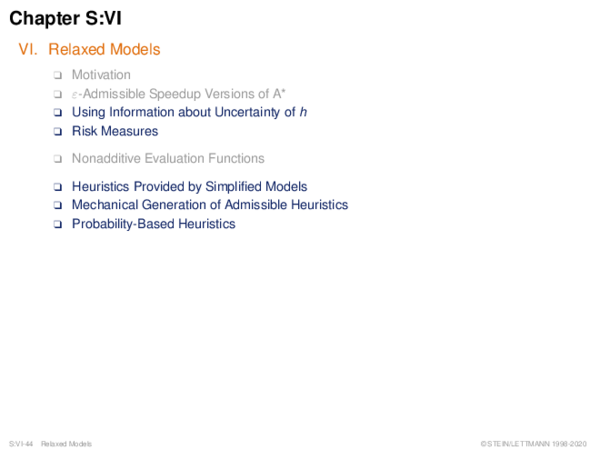 Chapter S:VI
VI. Relaxed Models
❑ Motivation
❑ ε-Admissible Speedup Versions of A*
❑ Using Information about Uncertainty of h
❑ Risk Measures
❑ Nonadditive Evaluation Functions
❑ Heuristics Provided by Simplified Models
❑ Mechanical Generation of Admissible Heuristics
❑ Probability-Based Heuristics
S:VI-44 Relaxed Models
© STEIN/LETTMANN 1998-2020